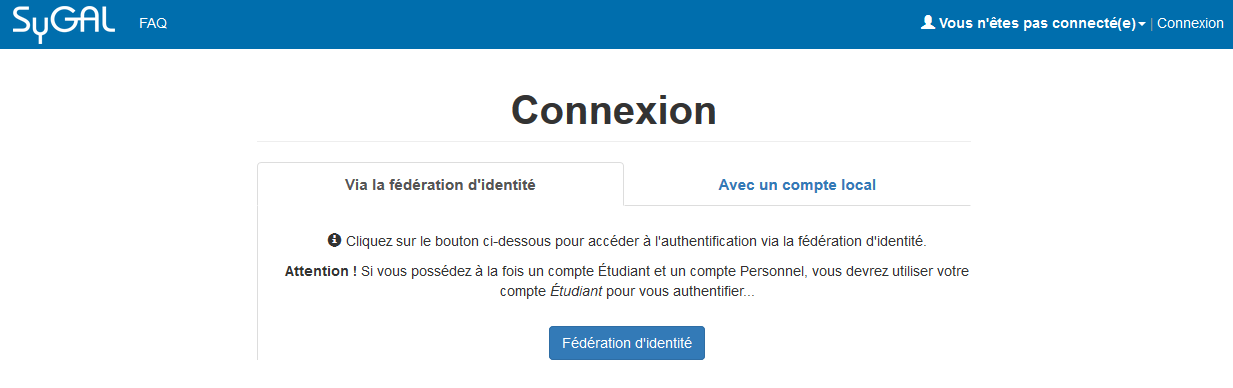 SyGAL FAQ Vous n'êtes pas connecté(e) | Connexion
Connexion
Via la fédération d'identité Avec un compte local
Cliquez sur le bouton ci-dessous pour accéder à l'authentification via la fédération d'identité.
Attention ! Si vous possédez à la fois un compte Étudiant et un compte Personnel, vous devrez utiliser votre
compte Étudiant pour vous authentifier...
Fédération d'identité